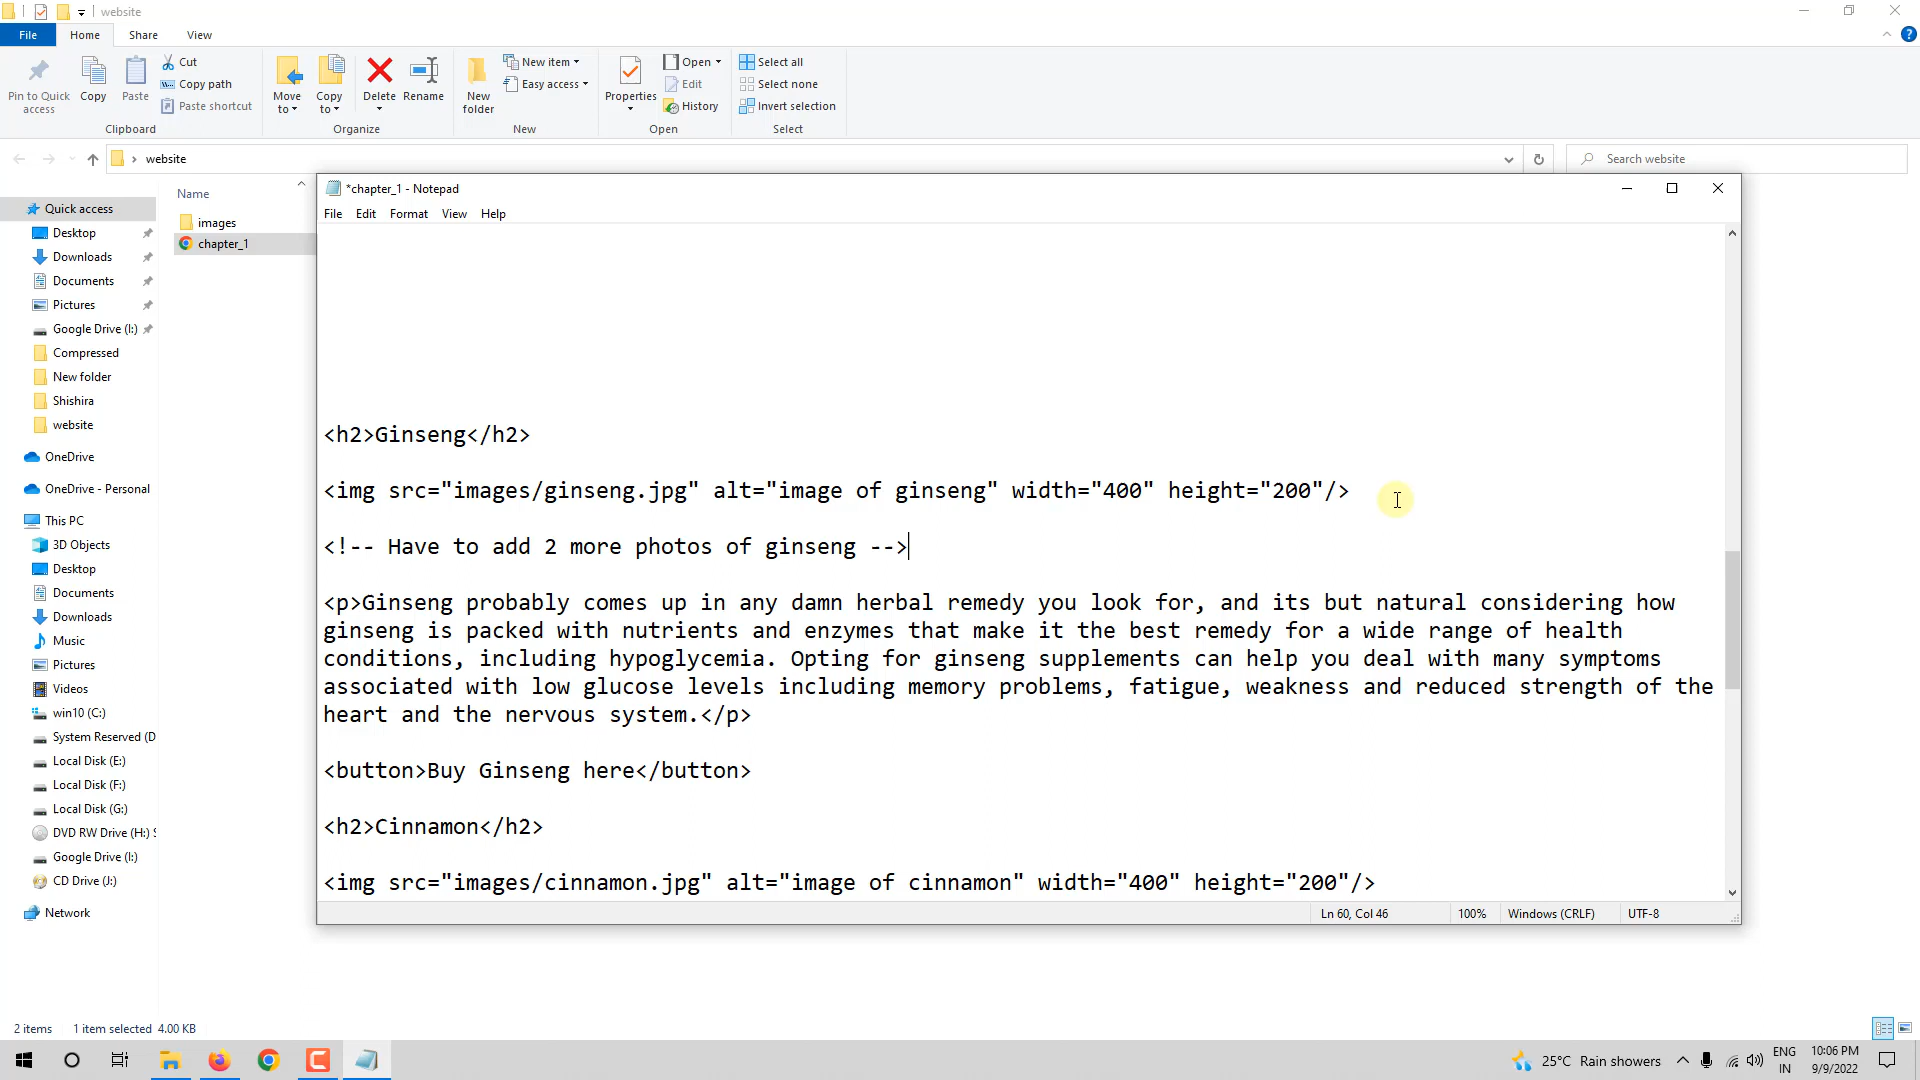 website
File Home Share View
Pin to Quick access
Copy
Paste
Cut
Copy path
Paste shortcut
Clipboard
Move to
Copy to
Delete
Rename
Organize
New folder
New item
Easy access
New
Properties
Open
Edit
History
Open
Select all
Select none
Invert selection
Select
website
Search website
Quick access
Desktop
Downloads
Documents
Pictures
Google Drive (I:)
Compressed
New folder
Shishira
website
OneDrive
OneDrive - Personal
This PC
3D Objects
Desktop
Documents
Downloads
Music
Pictures
Videos
win10 (C:)
System Reserved (D
Local Disk (E:)
Local Disk (F:)
Local Disk (G:)
DVD RW Drive (H:) S
Google Drive (I:)
CD Drive (J:)
Network
Name
images
chapter_1
*chapter_1 - Notepad
File Edit Format View Help
<h2>Ginseng</h2>
<img src="images/ginseng.jpg" alt="image of ginseng" width="400" height="200"/>
<!-- Have to add 2 more photos of ginseng -->
<p>Ginseng probably comes up in any damn herbal remedy you look for, and its but natural considering how
ginseng is packed with nutrients and enzymes that make it the best remedy for a wide range of health
conditions, including hypoglycemia. Opting for ginseng supplements can help you deal with many symptoms
associated with low glucose levels including memory problems, fatigue, weakness and reduced strength of the
heart and the nervous system.</p>
<button>Buy Ginseng here</button>
<h2>Cinnamon</h2>
<img src="images/cinnamon.jpg" alt="image of cinnamon" width="400" height="200"/>
Ln 60, Col 46 100% Windows (CRLF) UTF-8
2 items 1 item selected 4.00 KB
25°C Rain showers
ENG
IN
10:06 PM
9/9/2022